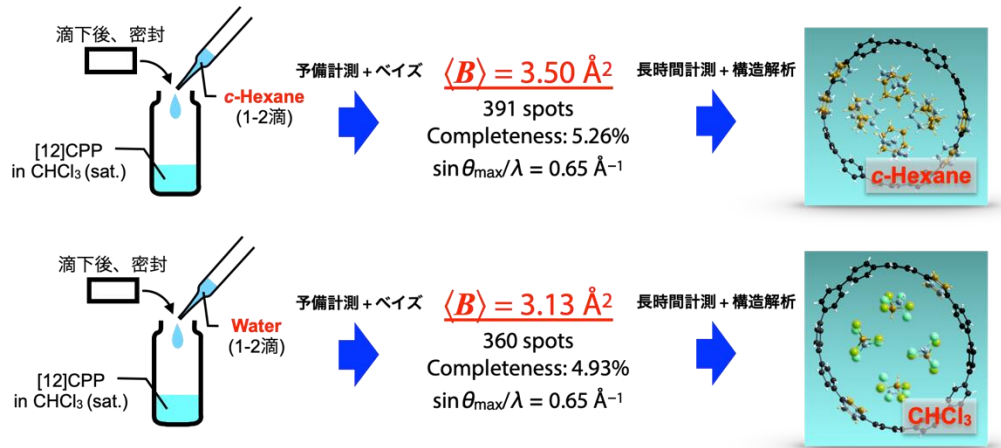 滴下後、密封
c-Hexane
(1-2滴)
[12]CPP
in CHCl₃ (sat.)
予備計測+ベイズ
⟨B⟩ = 3.50 Å²
391 spots
Completeness: 5.26%
sin θmax/λ = 0.65 Å⁻¹
長時間計測+構造解析
c-Hexane
滴下後、密封
Water
(1-2滴)
[12]CPP
in CHCl₃ (sat.)
予備計測+ベイズ
⟨B⟩ = 3.13 Å²
360 spots
Completeness: 4.93%
sin θmax/λ = 0.65 Å⁻¹
長時間計測+構造解析
CHCl₃